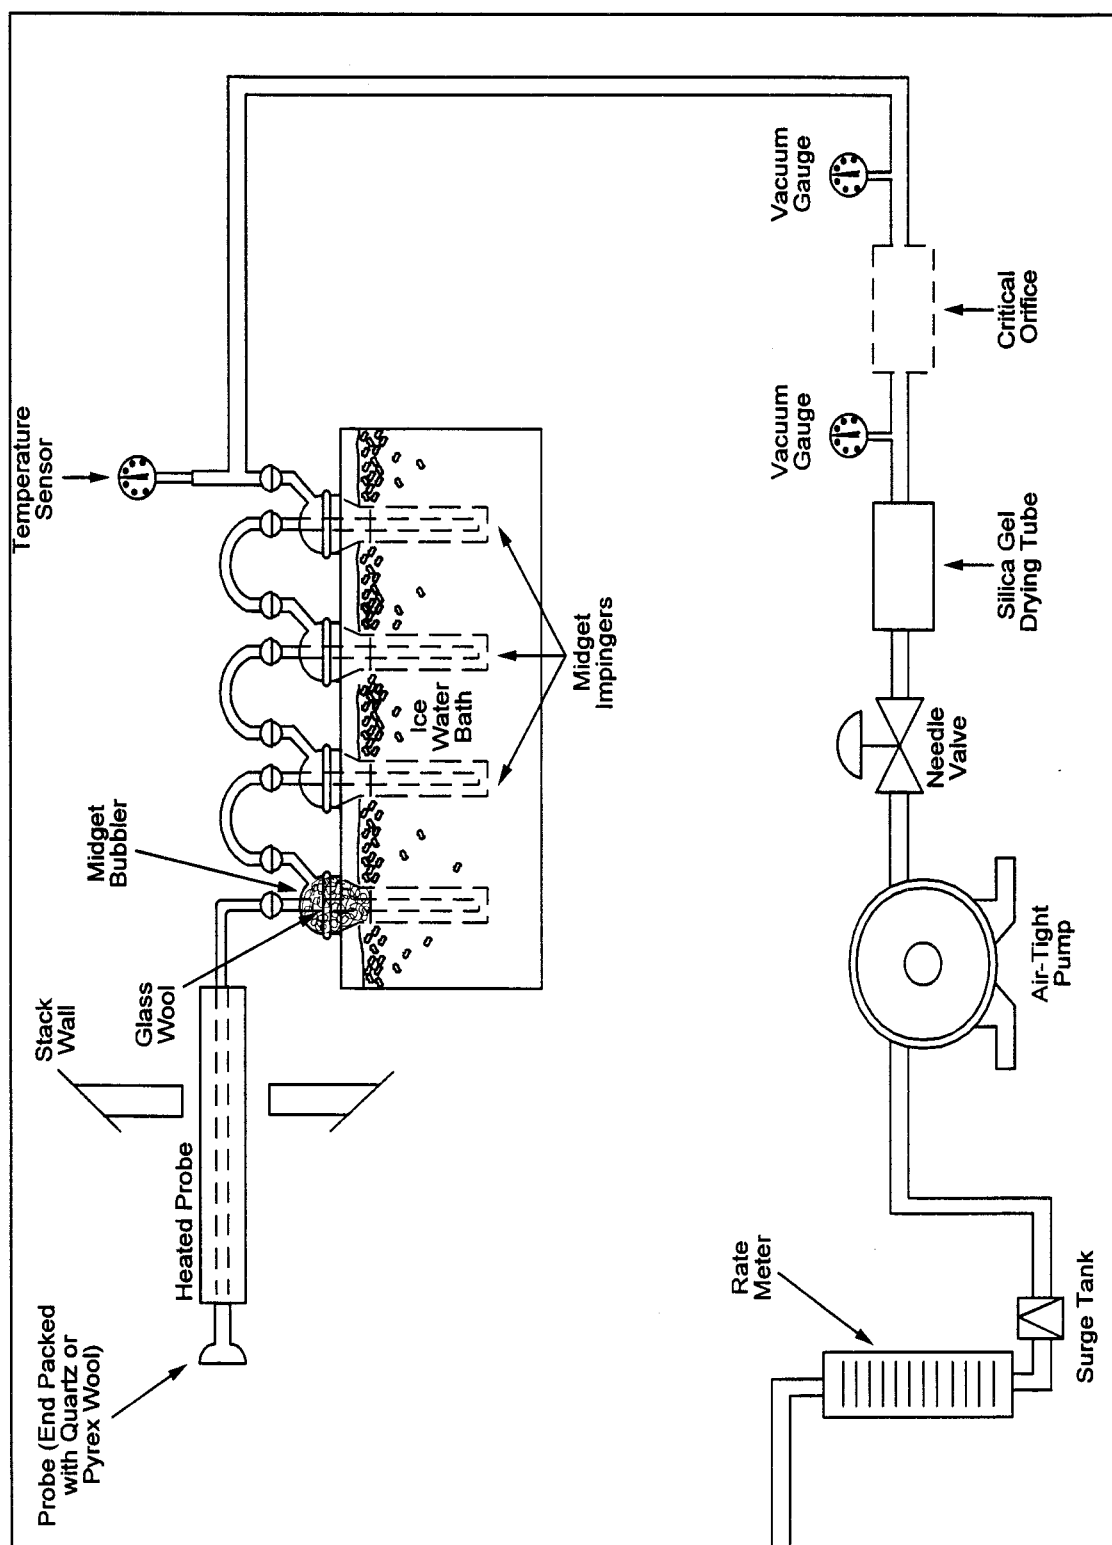 Probe (End Packed
with Quartz or
Pyrex Wool)
Heated Probe
Stack
Wall
Glass
Wool
Midget
Bubbler
Temperature
Sensor
Ice
Water
Bath
Midget
Impingers
Vacuum
Gauge
Critical
Orifice
Vacuum
Gauge
Silica Gel
Drying Tube
Needle
Valve
Air-Tight
Pump
Rate
Meter
Surge Tank